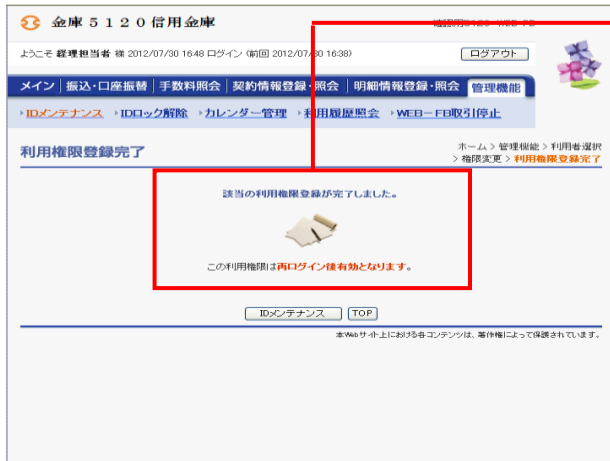 金庫５１２０信用金庫
ようこそ 経理担当者 様 2012/07/30 16:48 ログイン (前回 2012/07/30 16:38)
ログアウト
メイン 振込・口座振替 手数料照会 契約情報登録・照会 明細情報登録・照会 管理機能
IDメンテナンス IDロック解除 カレンダー管理 利用履歴照会 WEB－FB取引停止
利用権限登録完了
ホーム > 管理機能 > 利用者選択
> 権限変更 > 利用権限登録完了
該当の利用権限登録が完了しました。
この利用権限は再ログイン後有効となります。
IDメンテナンス TOP
本Webサイト上における各コンテンツは、著作権によって保護されています。